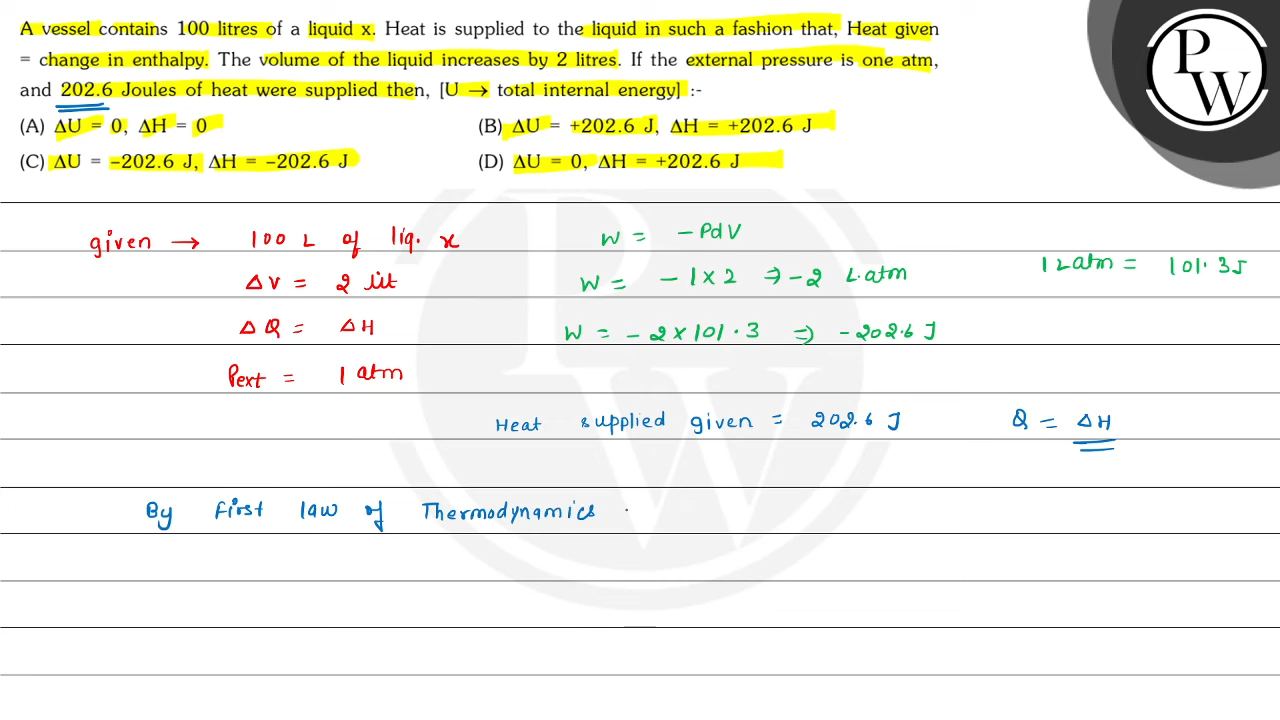 A vessel contains 100 litres of a liquid x. Heat is supplied to the liquid in such a fashion that, Heat given
= change in enthalpy. The volume of the liquid increases by 2 litres. If the external pressure is one atm,
and 202.6 Joules of heat were supplied then, [U → total internal energy] :-
(A) ΔU = 0, ΔH = 0 (B) ΔU = +202.6 J, ΔH = +202.6 J
(C) ΔU = –202.6 J, ΔH = –202.6 J (D) ΔU = 0, ΔH = +202.6 J
P
W
given → 100 L of liq. x
ΔV = 2 lit
ΔQ = ΔH
Pext = 1 atm
W = - PdV
W = - 1 x 2 ⇒ - 2 L.atm
W = - 2 x 101.3 ⇒ - 202.6 J
1 L atm = 101.3 J
Heat supplied given = 202.6 J Q = ΔH
By first law of Thermodynamics